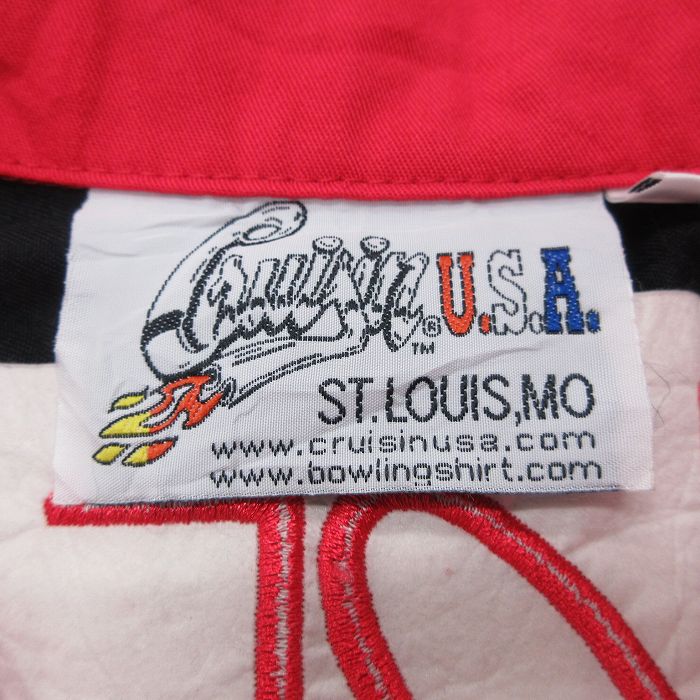 Cruisin U.S.A.
® TM
ST LOUIS, MO
www.cruisinusa.com
www.bowlingshirt.com